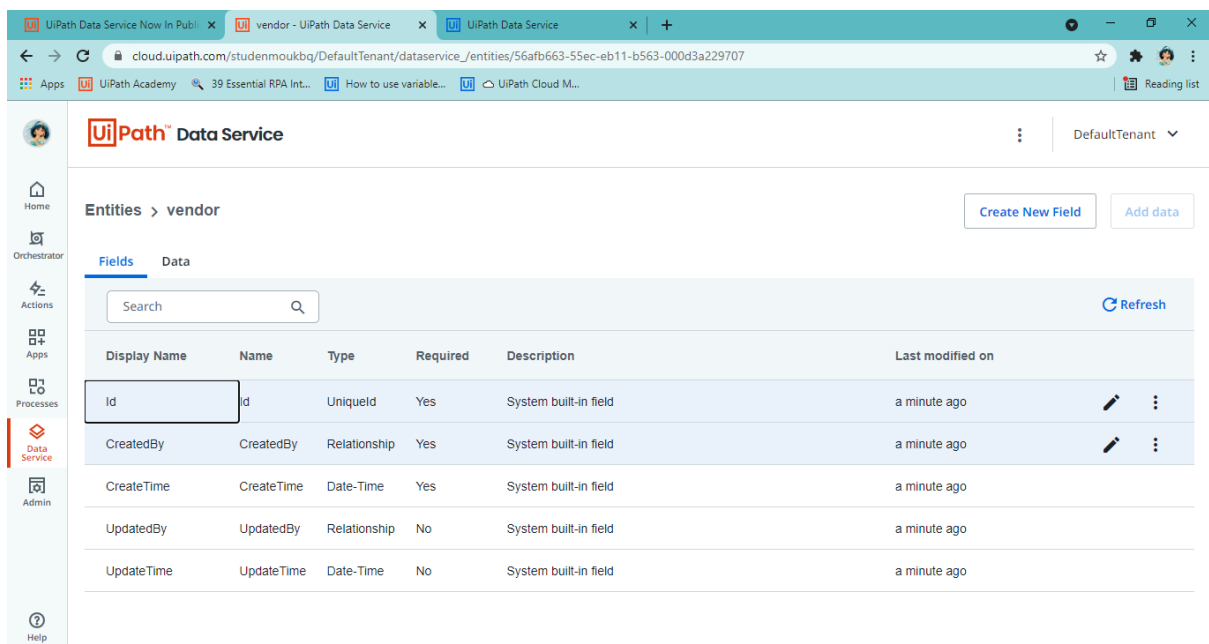 UiPath Data Service Now In Publi
vendor - UiPath Data Service
UiPath Data Service
cloud.uipath.com/studenmoukbq/DefaultTenant/dataservice_/entities/56afb663-55ec-eb11-b563-000d3a229707
Apps UiPath Academy 39 Essential RPA Int... How to use variable... UiPath Cloud M... Reading list
UiPath™ Data Service DefaultTenant
Home
Orchestrator
Actions
Apps
Processes
Data Service
Admin
Help
Entities > vendor Create New Field Add data
Fields Data
Search Refresh
Display Name Name Type Required Description Last modified on
Id Id UniqueId Yes System built-in field a minute ago
CreatedBy CreatedBy Relationship Yes System built-in field a minute ago
CreateTime CreateTime Date-Time Yes System built-in field a minute ago
UpdatedBy UpdatedBy Relationship No System built-in field a minute ago
UpdateTime UpdateTime Date-Time No System built-in field a minute ago